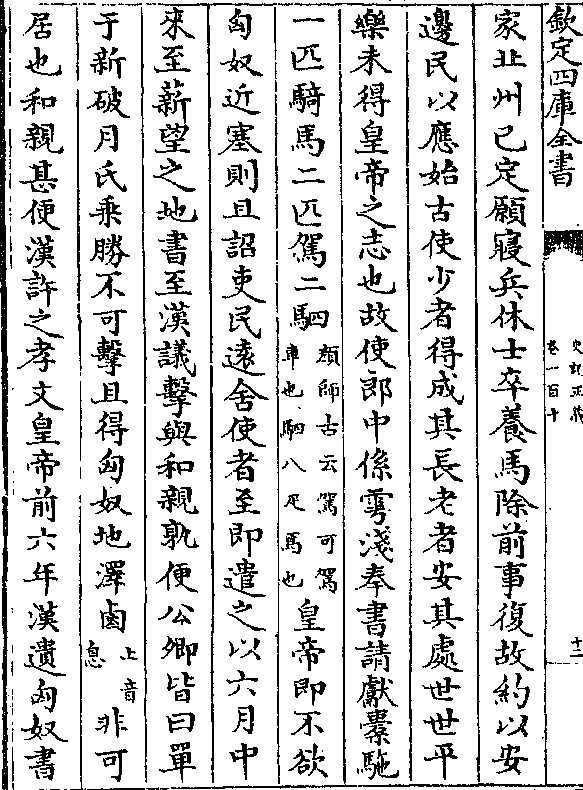 欽定四庫全書
史記正義
卷一百十
十二
家北州已定願寢兵休士卒養馬除前事復故約以安
邊民以應始古使少者得成其長老者安其處世世平
樂未得皇帝之志也故使郎中係雩淺奉書請獻橐駞
一匹騎馬二匹駕二駟顔師古云駕可駕車也駟八疋馬也皇帝即不欲
匈奴近塞則且詔吏民遠舍使者至即遣之以六月中
來至薪望之地書至漢議擊與和親孰便公卿皆曰單
于新破月氏乗勝不可擊且得匈奴地澤鹵上音息非可
居也和親甚便漢許之孝文皇帝前六年漢遺匈奴書